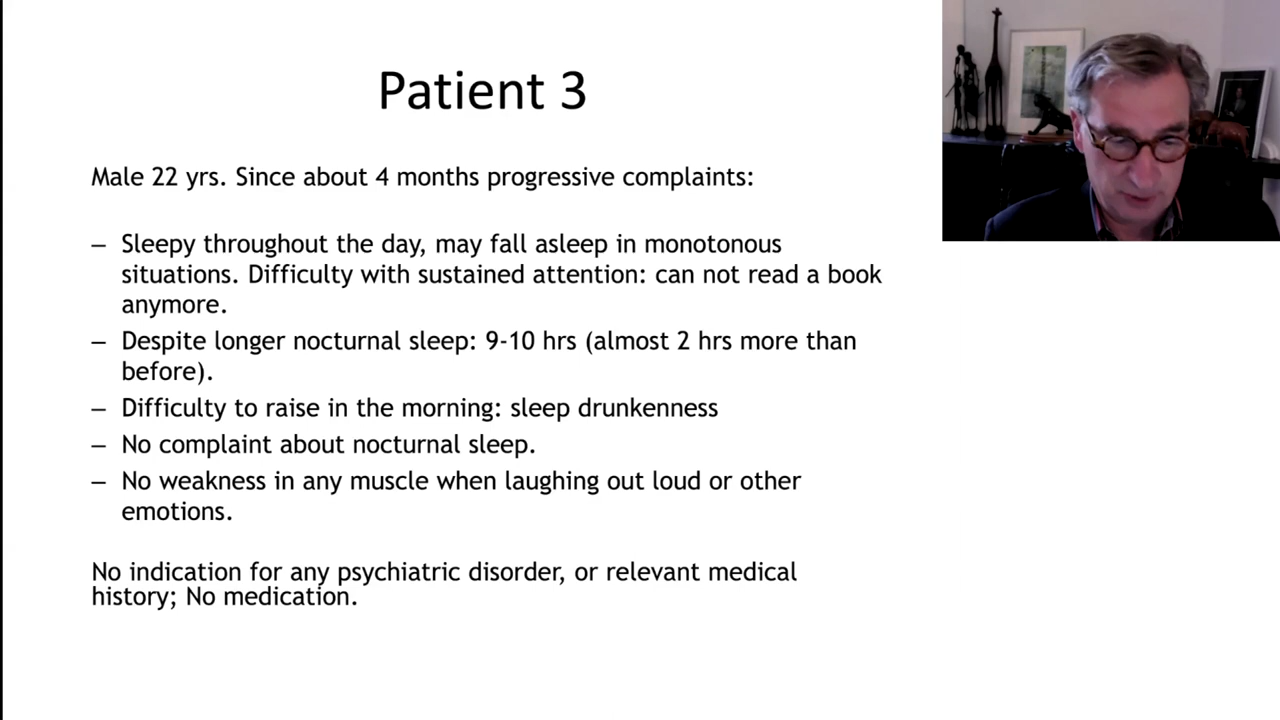 Patient 3
Male 22 yrs. Since about 4 months progressive complaints:
– Sleepy throughout the day, may fall asleep in monotonous
situations. Difficulty with sustained attention: can not read a book
anymore.
– Despite longer nocturnal sleep: 9-10 hrs (almost 2 hrs more than
before).
– Difficulty to raise in the morning: sleep drunkenness
– No complaint about nocturnal sleep.
– No weakness in any muscle when laughing out loud or other
emotions.
No indication for any psychiatric disorder, or relevant medical
history; No medication.